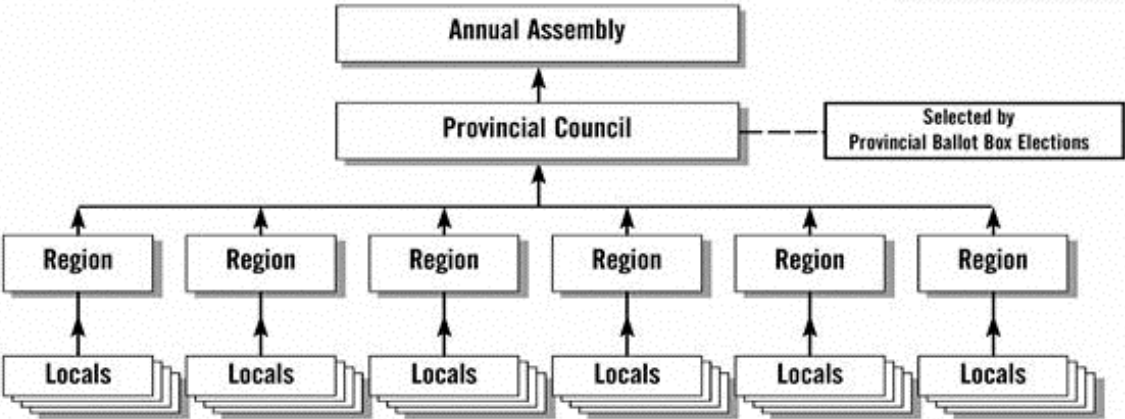 Annual Assembly
Provincial Council
Selected by
Provincial Ballot Box Elections
Region Region Region Region Region Region
Locals Locals Locals Locals Locals Locals